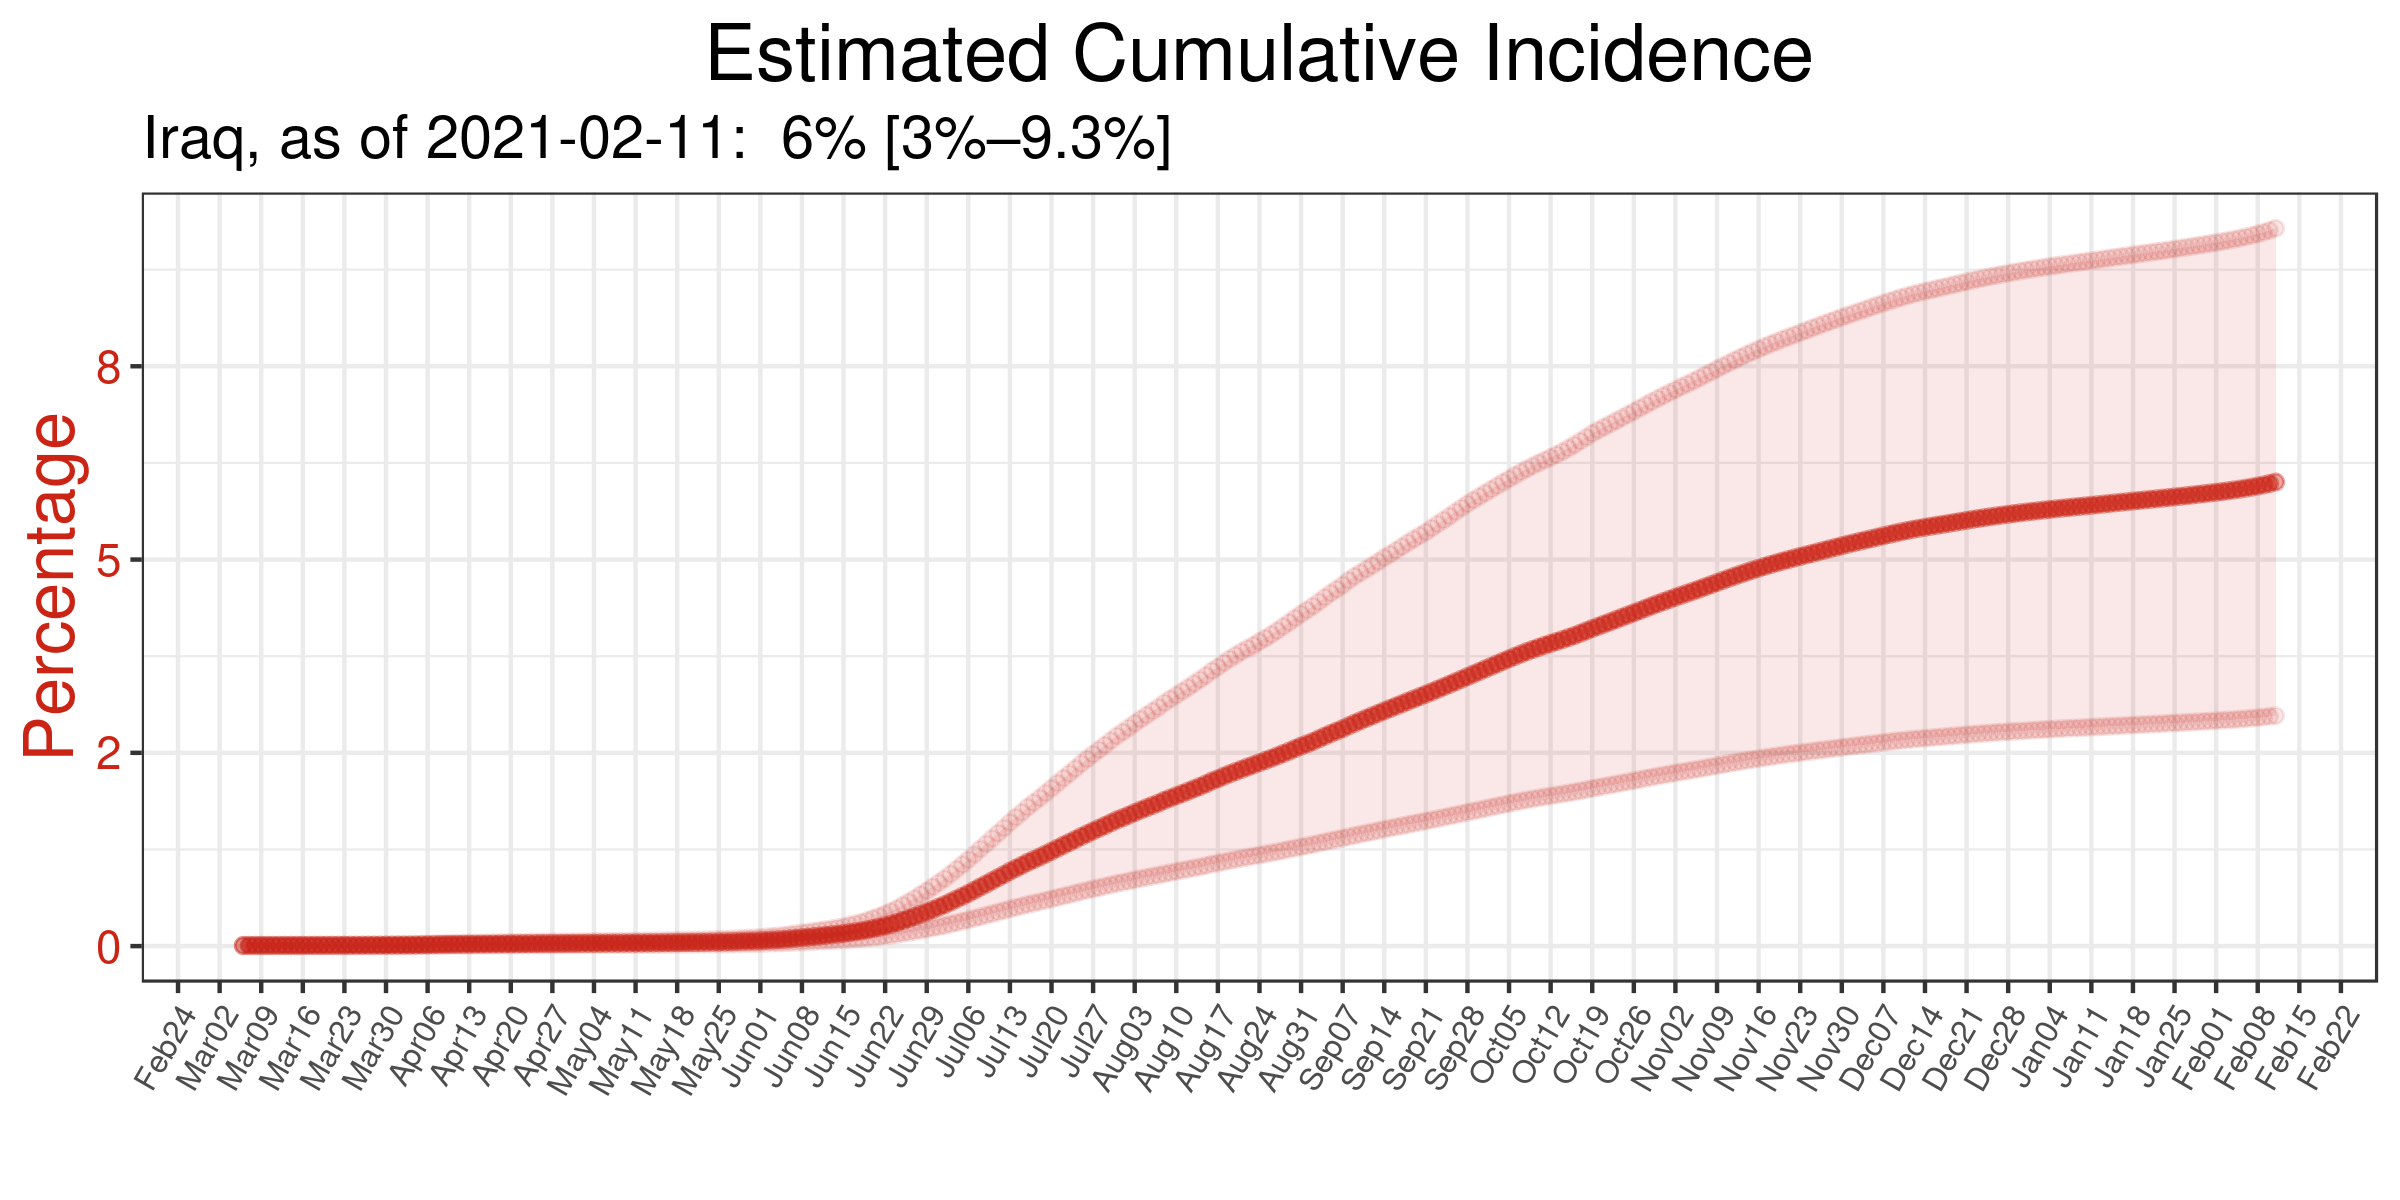 Estimated Cumulative Incidence
Iraq, as of 2021-02-11:  6% [3%–9.3%]
Percentage
8
5
2
0
Feb24
Mar02
Mar09
Mar16
Mar23
Mar30
Apr06
Apr13
Apr20
Apr27
May04
May11
May18
May25
Jun01
Jun08
Jun15
Jun22
Jun29
Jul06
Jul13
Jul20
Jul27
Aug03
Aug10
Aug17
Aug24
Aug31
Sep07
Sep14
Sep21
Sep28
Oct05
Oct12
Oct19
Oct26
Nov02
Nov09
Nov16
Nov23
Nov30
Dec07
Dec14
Dec21
Dec28
Jan04
Jan11
Jan18
Jan25
Feb01
Feb08
Feb15
Feb22